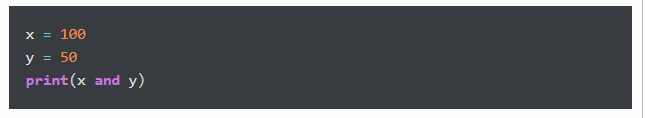 x = 100
y = 50
print(x and y)